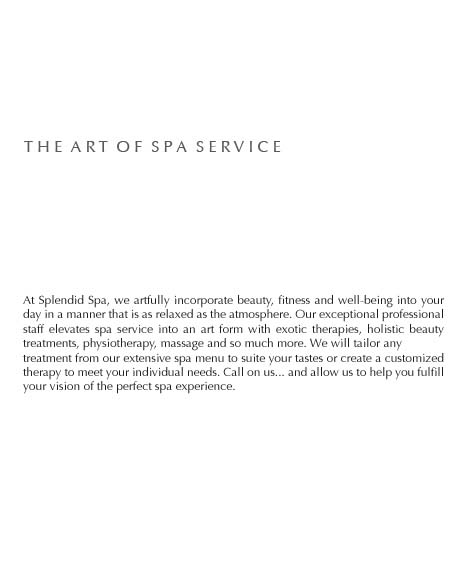 THE ART OF SPA SERVICE
At Splendid Spa, we artfully incorporate beauty, fitness and well-being into your
day in a manner that is as relaxed as the atmosphere. Our exceptional professional
staff elevates spa service into an art form with exotic therapies, holistic beauty
treatments, physiotherapy, massage and so much more. We will tailor any
treatment from our extensive spa menu to suite your tastes or create a customized
therapy to meet your individual needs. Call on us... and allow us to help you fulfill
your vision of the perfect spa experience.